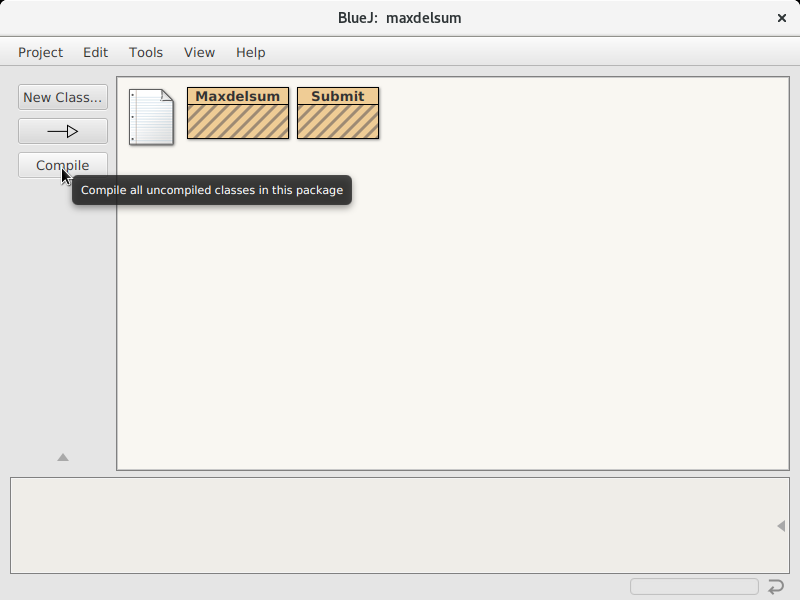 BlueJ: maxdelsum
Project Edit Tools View Help
New Class...
Compile
Maxdelsum
Submit
Compile all uncompiled classes in this package